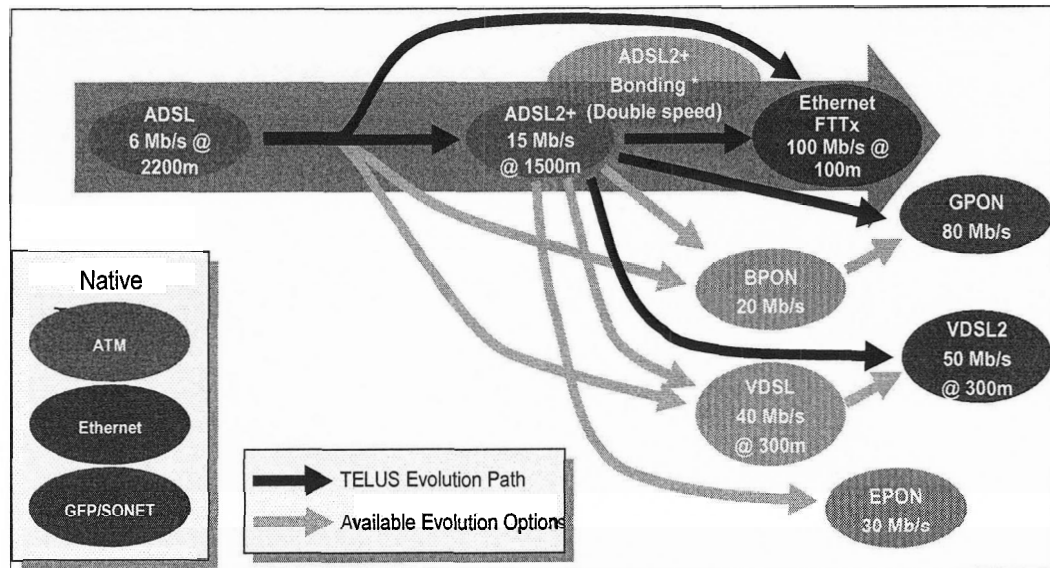 ADSL
6 Mb/s @
2200m
ADSL2+
15 Mb/s
@ 1500m
ADSL2+
Bonding *
(Double speed)
Ethernet
FTTx
100 Mb/s @
100m
GPON
80 Mb/s
BPON
20 Mb/s
VDSL2
50 Mb/s
@ 300m
VDSL
40 Mb/s
@ 300m
EPON
30 Mb/s
Native
ATM
Ethernet
GFP/SONET
TELUS Evolution Path
Available Evolution Options